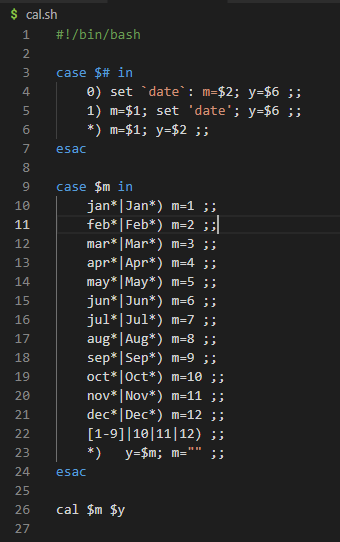 $ cal.sh
1 #!/bin/bash
2
3 case $# in
4     0) set `date`: m=$2; y=$6 ;;
5     1) m=$1; set 'date'; y=$6 ;;
6     *) m=$1; y=$2 ;;
7 esac
8
9 case $m in
10     jan*|Jan*) m=1 ;;
11     feb*|Feb*) m=2 ;;
12     mar*|Mar*) m=3 ;;
13     apr*|Apr*) m=4 ;;
14     may*|May*) m=5 ;;
15     jun*|Jun*) m=6 ;;
16     jul*|Jul*) m=7 ;;
17     aug*|Aug*) m=8 ;;
18     sep*|Sep*) m=9 ;;
19     oct*|Oct*) m=10 ;;
20     nov*|Nov*) m=11 ;;
21     dec*|Dec*) m=12 ;;
22     [1-9]|10|11|12) ;;
23     *)   y=$m; m="" ;;
24 esac
25
26 cal $m $y
27